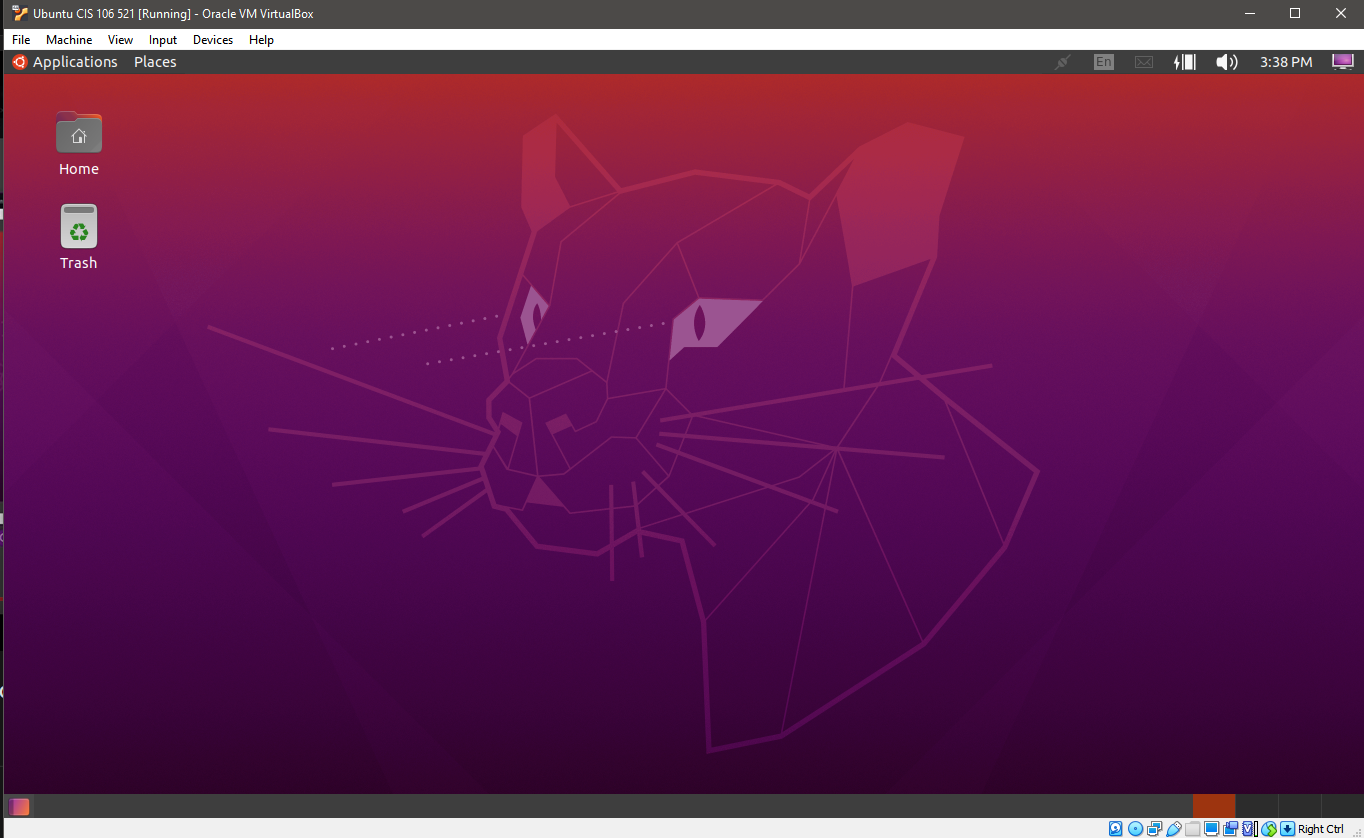 Ubuntu CIS 106 521 [Running] - Oracle VM VirtualBox
File Machine View Input Devices Help
Applications Places En 3:38 PM
Home
Trash
Right Ctrl